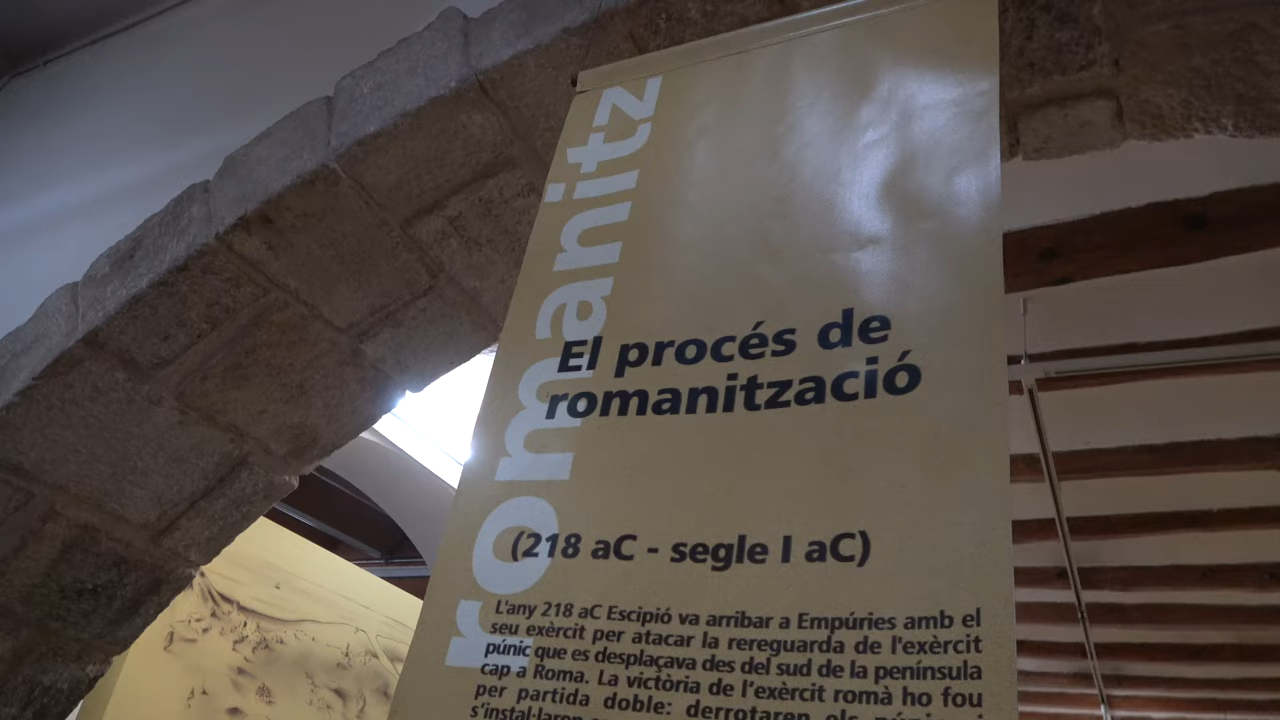 romanitz
El procés de
romanització
(218 aC - segle I aC)
L'any 218 aC Escipió va arribar a Empúries amb el
seu exèrcit per atacar la rereguarda de l'exèrcit
púnic que es desplaçava des del sud de la península
cap a Roma. La victòria de l'exèrcit romà ho fou
per partida doble: derrotaren els